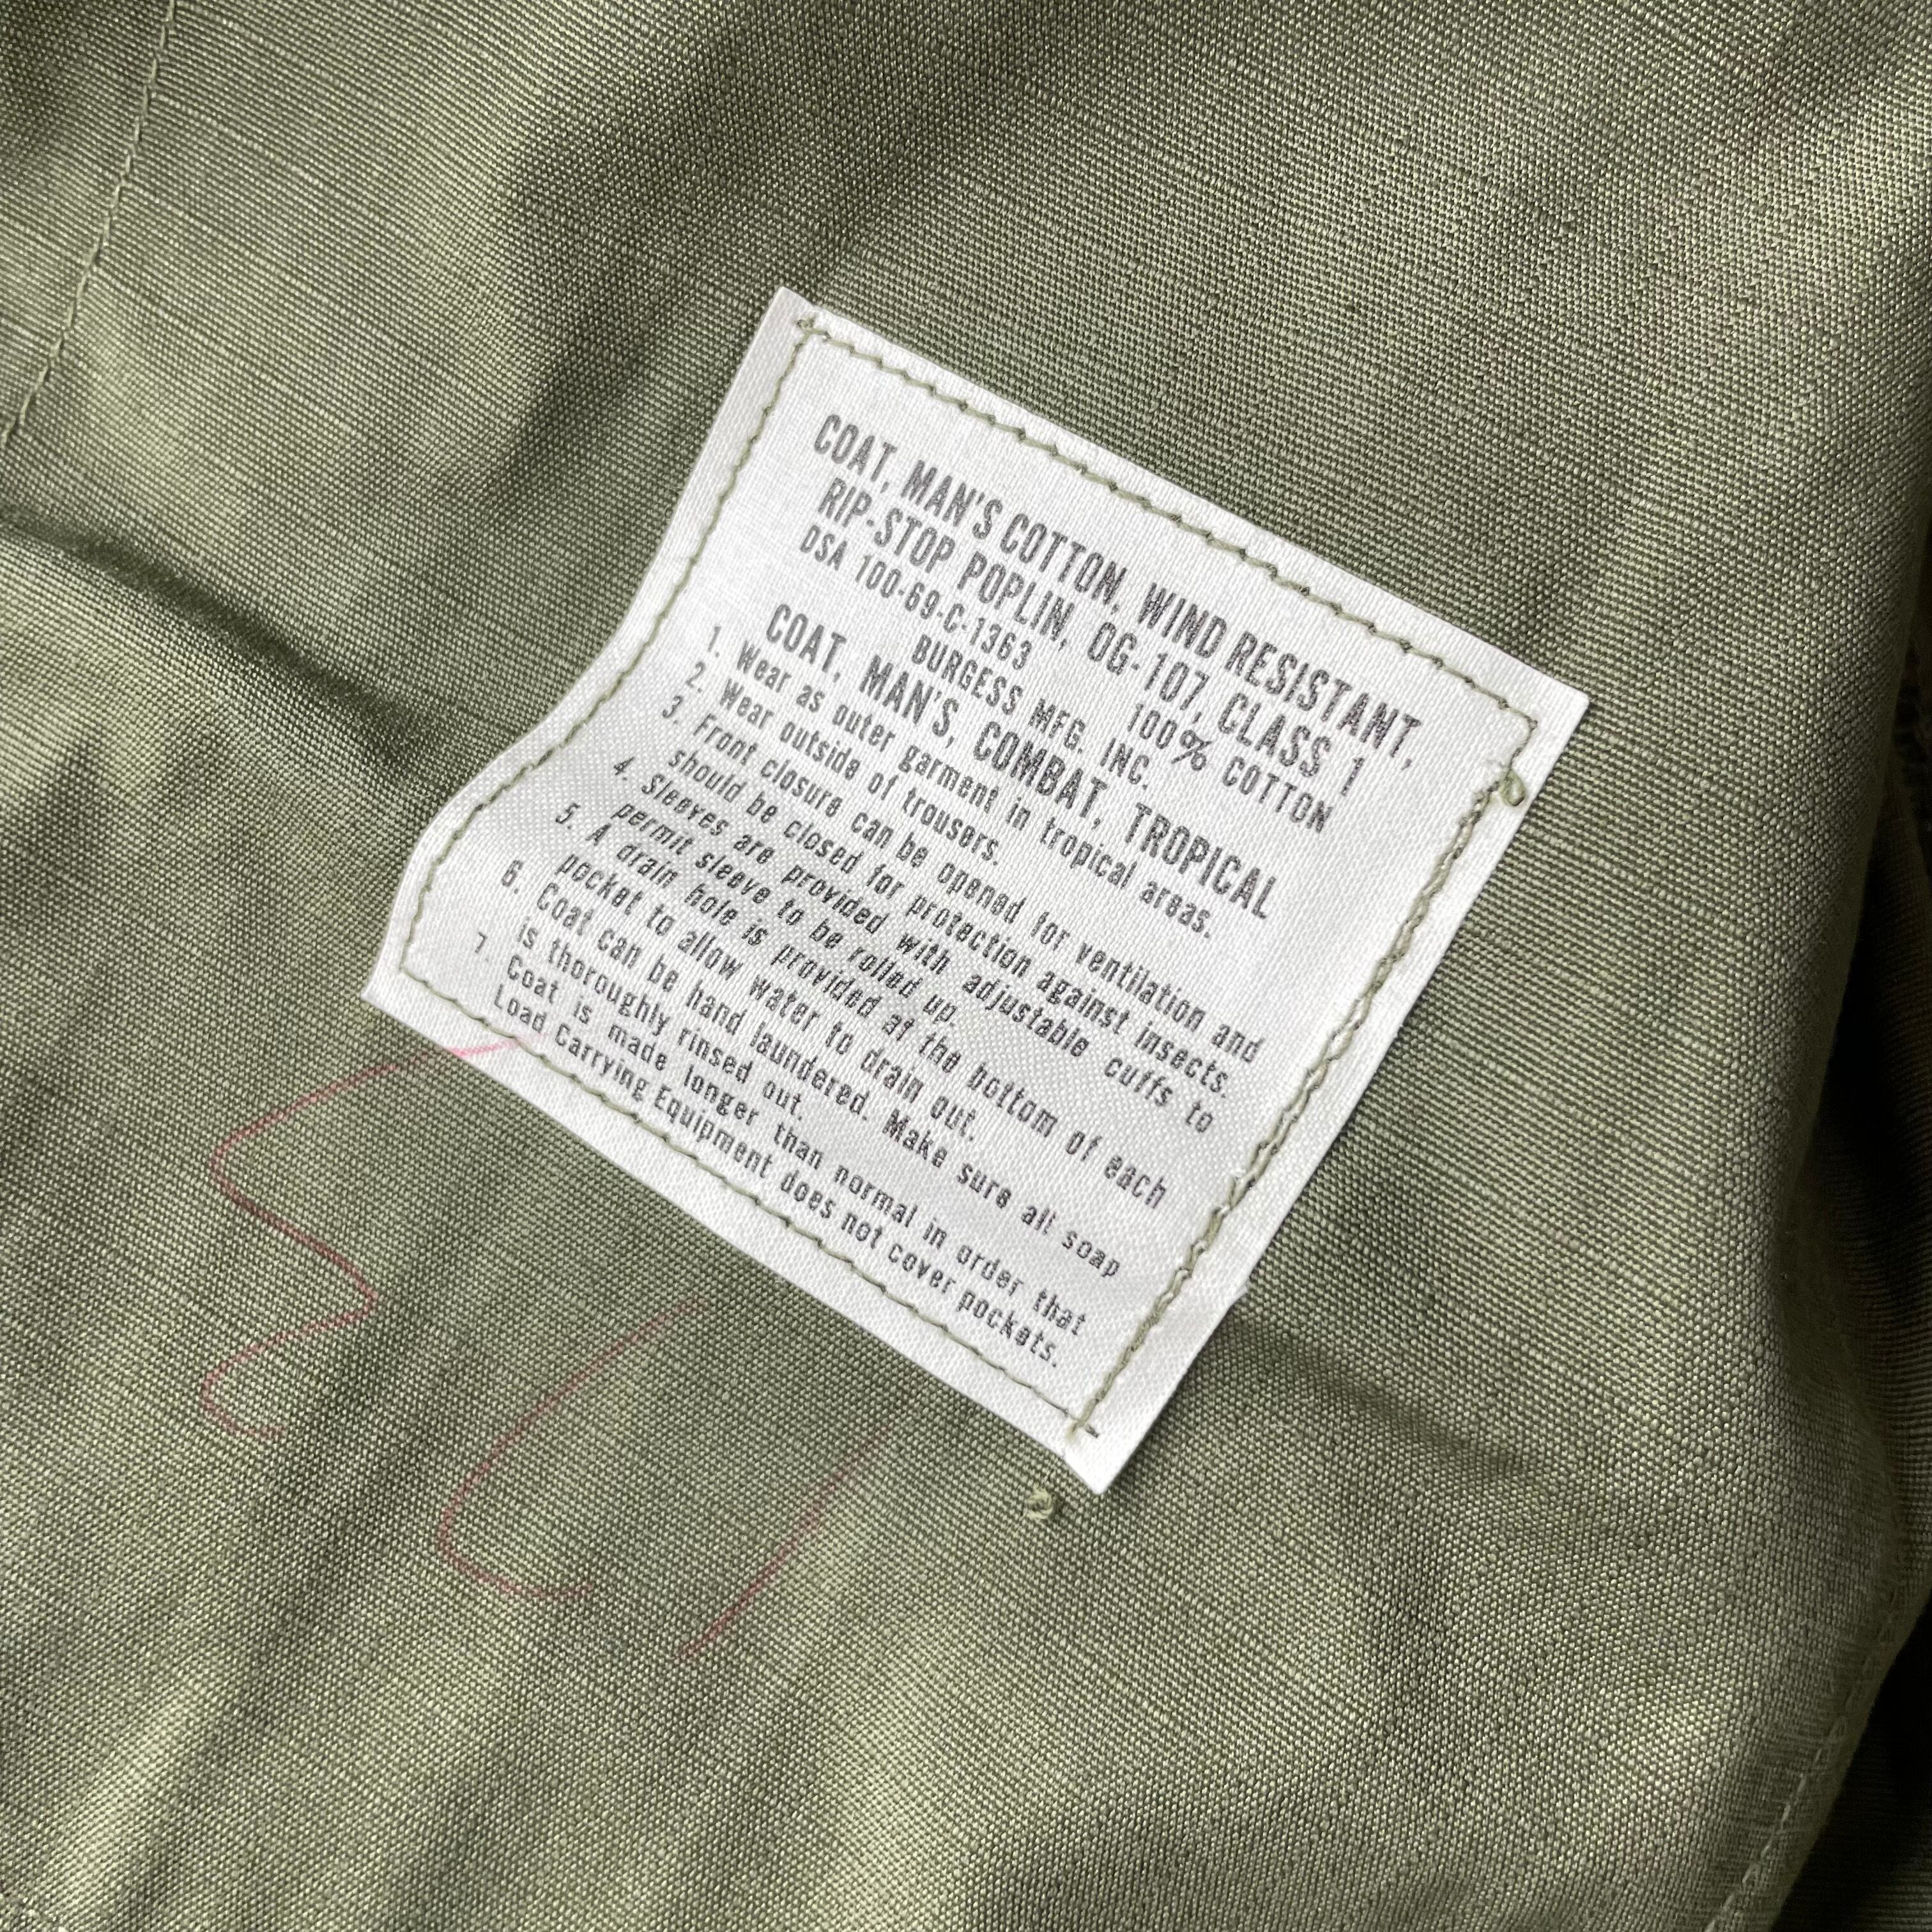 COAT, MAN'S COTTON, WIND RESISTANT,
RIP-STOP POPLIN, OG-107, CLASS 1
DSA 100-69-C-1363 100% COTTON
BURGESS MFG. INC.
COAT, MAN'S, COMBAT, TROPICAL
1. Wear as outer garment in tropical areas.
2. Wear outside of trousers.
3. Front closure can be opened for ventilation and
should be closed for protection against insects.
4. Sleeves are provided with adjustable cuffs to
permit sleeve to be rolled up.
5. A drain hole is provided at the bottom of each
pocket to allow water to drain out.
6. Coat can be hand laundered. Make sure all soap
is thoroughly rinsed out.
7. Coat is made longer than normal in order that
Load Carrying Equipment does not cover pockets.